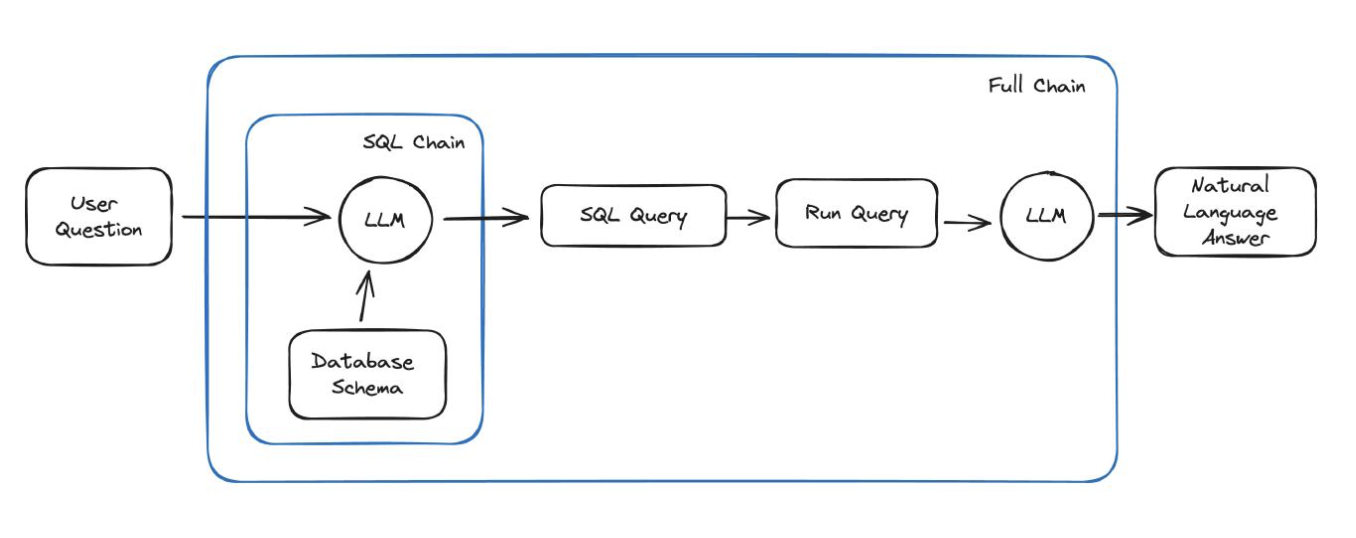 Full Chain
SQL Chain
User
Question
LLM
SQL Query
Run Query
LLM
Natural
Language
Answer
Database
Schema